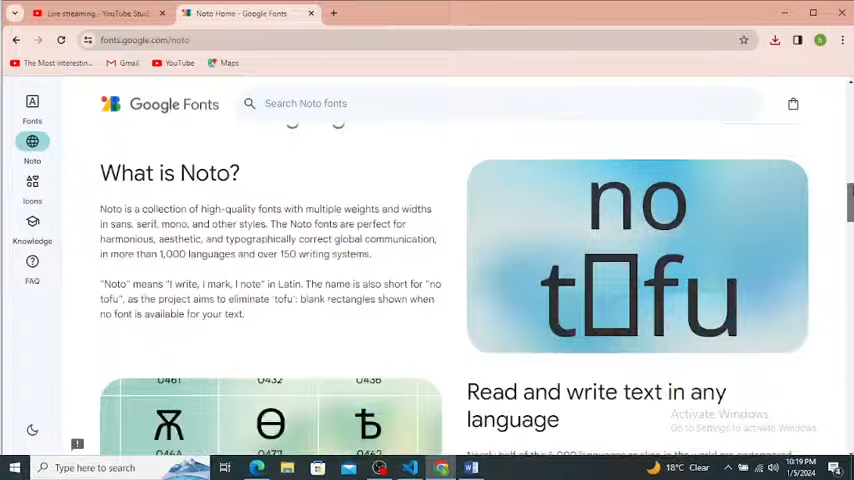 Live streaming - YouTube Stud
Noto Home - Google Fonts
fonts.google.com/noto
The Most interestin...
Gmail
YouTube
Maps
Google Fonts
Search Noto fonts
Fonts
Noto
Icons
Knowledge
FAQ
What is Noto?
Noto is a collection of high-quality fonts with multiple weights and widths
in sans, serif, mono, and other styles. The Noto fonts are perfect for
harmonious, aesthetic, and typographically correct global communication,
in more than 1,000 languages and over 150 writing systems.
"Noto" means "I write, I mark, I note" in Latin. The name is also short for "no
tofu", as the project aims to eliminate 'tofu': blank rectangles shown when
no font is available for your text.
no
t▯fu
0461 0432 0436
Ѫ Ѳ Ѣ
046A 0472 0462
Read and write text in any
language
Activate Windows
Go to Settings to activate Windows.
Type here to search
18°C Clear
10:19 PM
1/5/2024
4